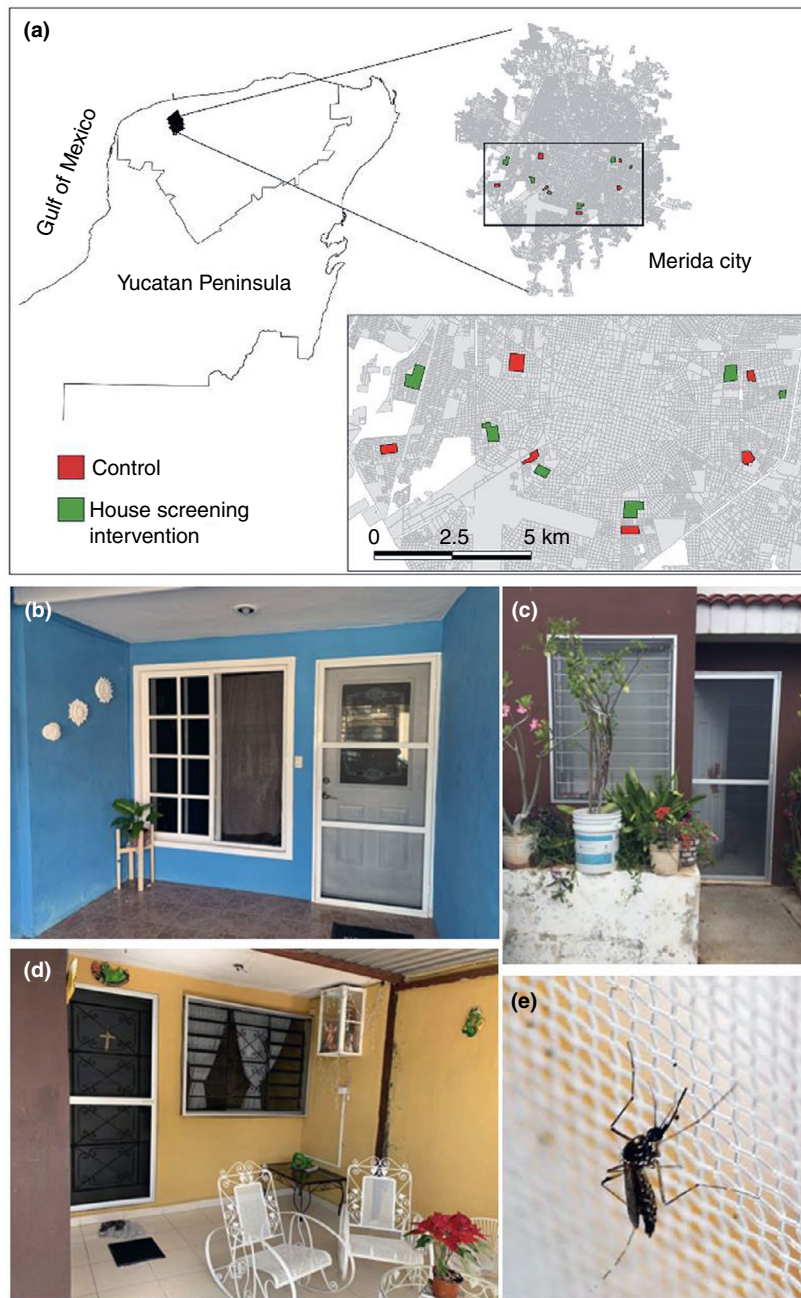 (a)
Gulf of Mexico
Yucatan Peninsula
Merida city
Control
House screening
intervention
0 2.5 5 km
(b)
(c)
(d)
(e)